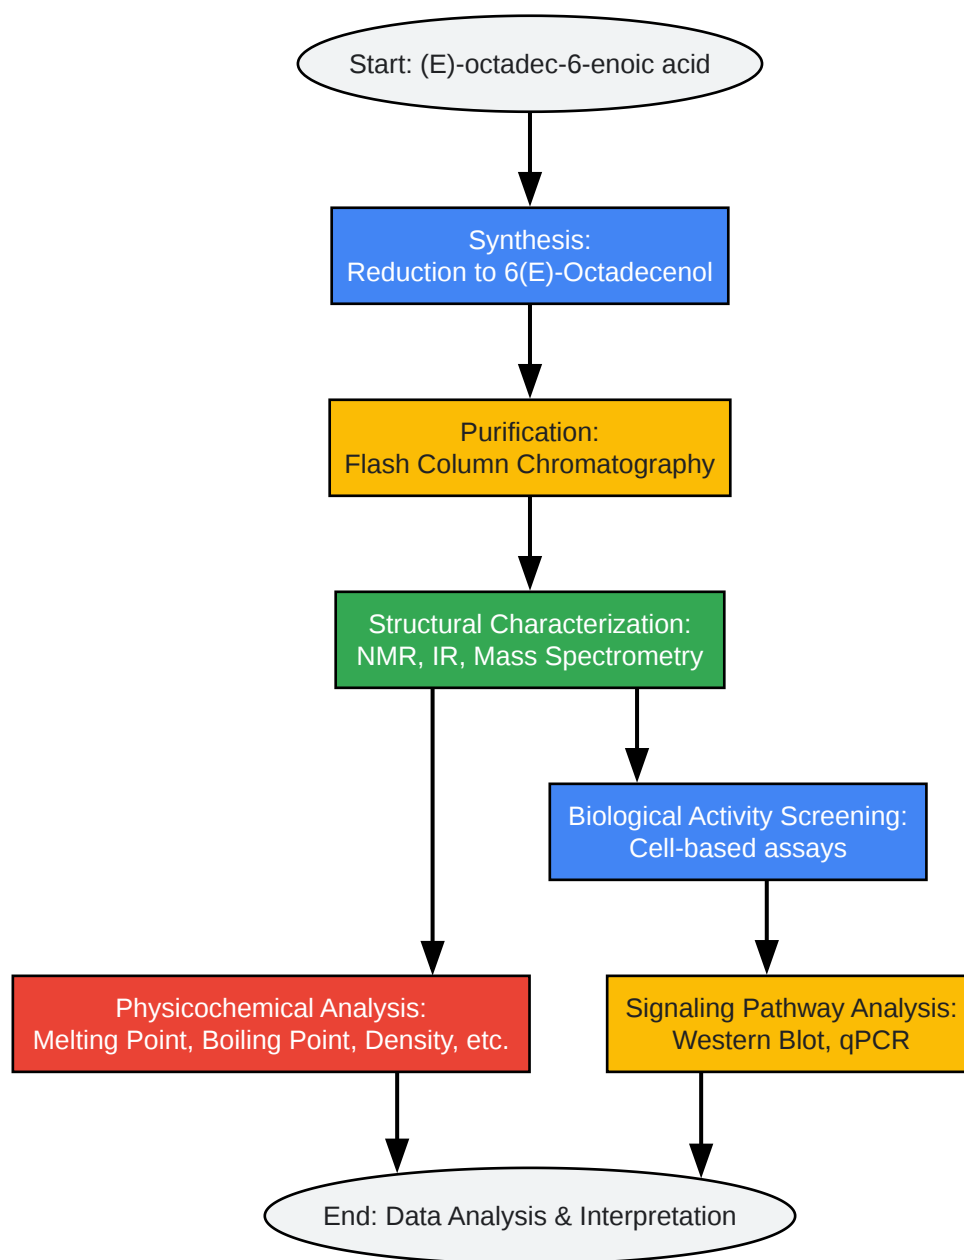 Start: (E)-octadec-6-enoic acid
Synthesis:
Reduction to 6(E)-Octadecenol
Purification:
Flash Column Chromatography
Structural Characterization:
NMR, IR, Mass Spectrometry
Biological Activity Screening:
Cell-based assays
Physicochemical Analysis:
Melting Point, Boiling Point, Density, etc.
Signaling Pathway Analysis:
Western Blot, qPCR
End: Data Analysis & Interpretation